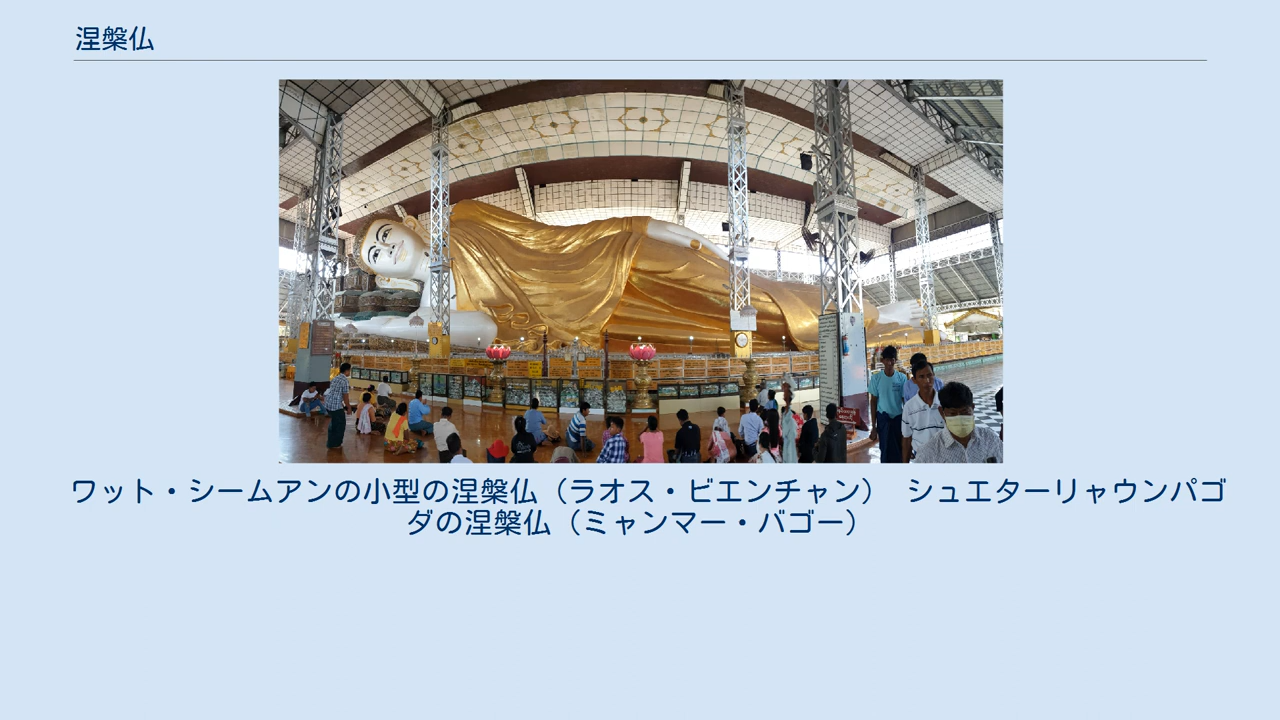 涅槃仏
ワット・シームアンの小型の涅槃仏（ラオス・ビエンチャン）　シュエターリャウンパゴ
ダの涅槃仏（ミャンマー・バゴー）